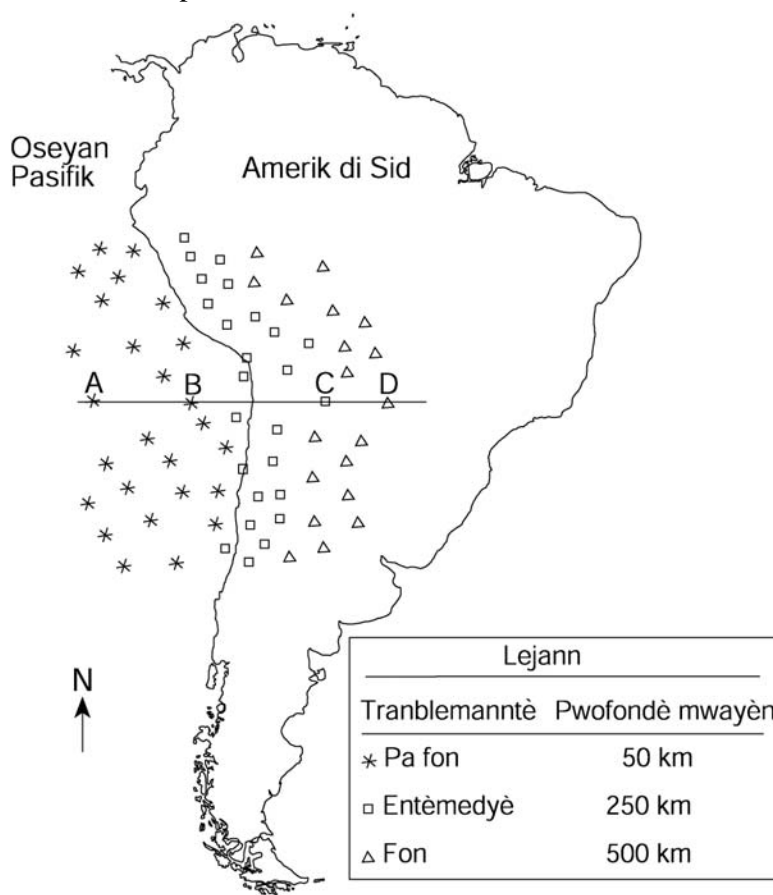 Oseyan
Pasifik
Amerik di Sid
A B C D
N
Lejann
Tranblemanntè Pwofondè mwayèn
Pa fon 50 km
Entèmedyè 250 km
Fon 500 km